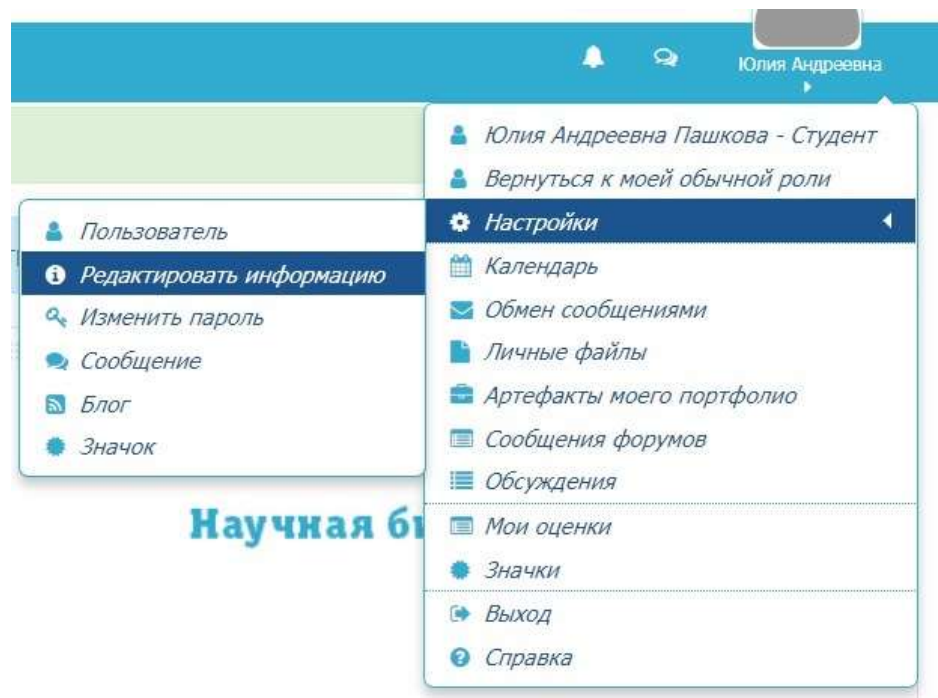 Юлия Андреевна
Юлия Андреевна Пашкова - Студент
Вернуться к моей обычной роли
Настройки
Календарь
Обмен сообщениями
Личные файлы
Артефакты моего портфолио
Сообщения форумов
Обсуждения
Мои оценки
Значки
Выход
Справка
Пользователь
Редактировать информацию
Изменить пароль
Сообщение
Блог
Значок
Научная